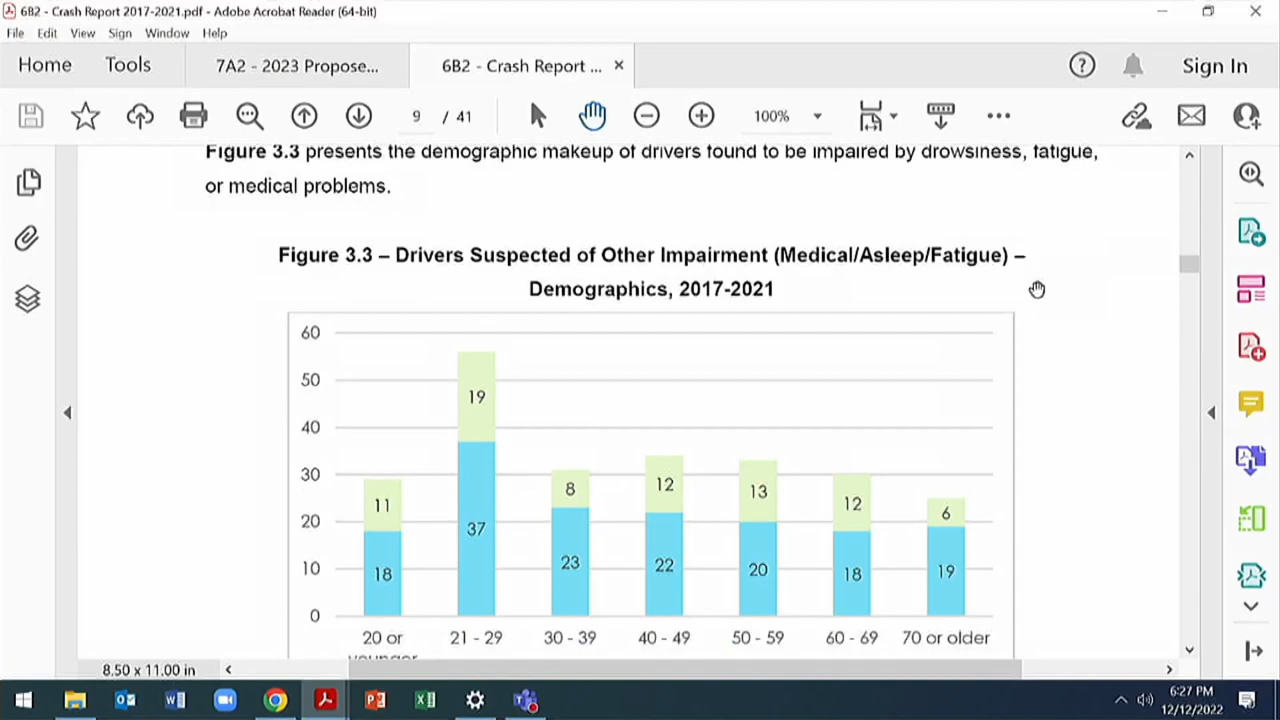 6B2 - Crash Report 2017-2021.pdf - Adobe Acrobat Reader (64-bit)
File Edit View Sign Window Help
Home Tools 7A2 - 2023 Propose... 6B2 - Crash Report ... × Sign In
9 / 41 100%
Figure 3.3 presents the demographic makeup of drivers found to be impaired by drowsiness, fatigue,
or medical problems.
Figure 3.3 – Drivers Suspected of Other Impairment (Medical/Asleep/Fatigue) –
Demographics, 2017-2021
60
50
40
30
20
10
0
11 19 8 12 13 12 6
18 37 23 22 20 18 19
20 or 21 - 29 30 - 39 40 - 49 50 - 59 60 - 69 70 or older
younger
8.50 x 11.00 in
6:27 PM
12/12/2022